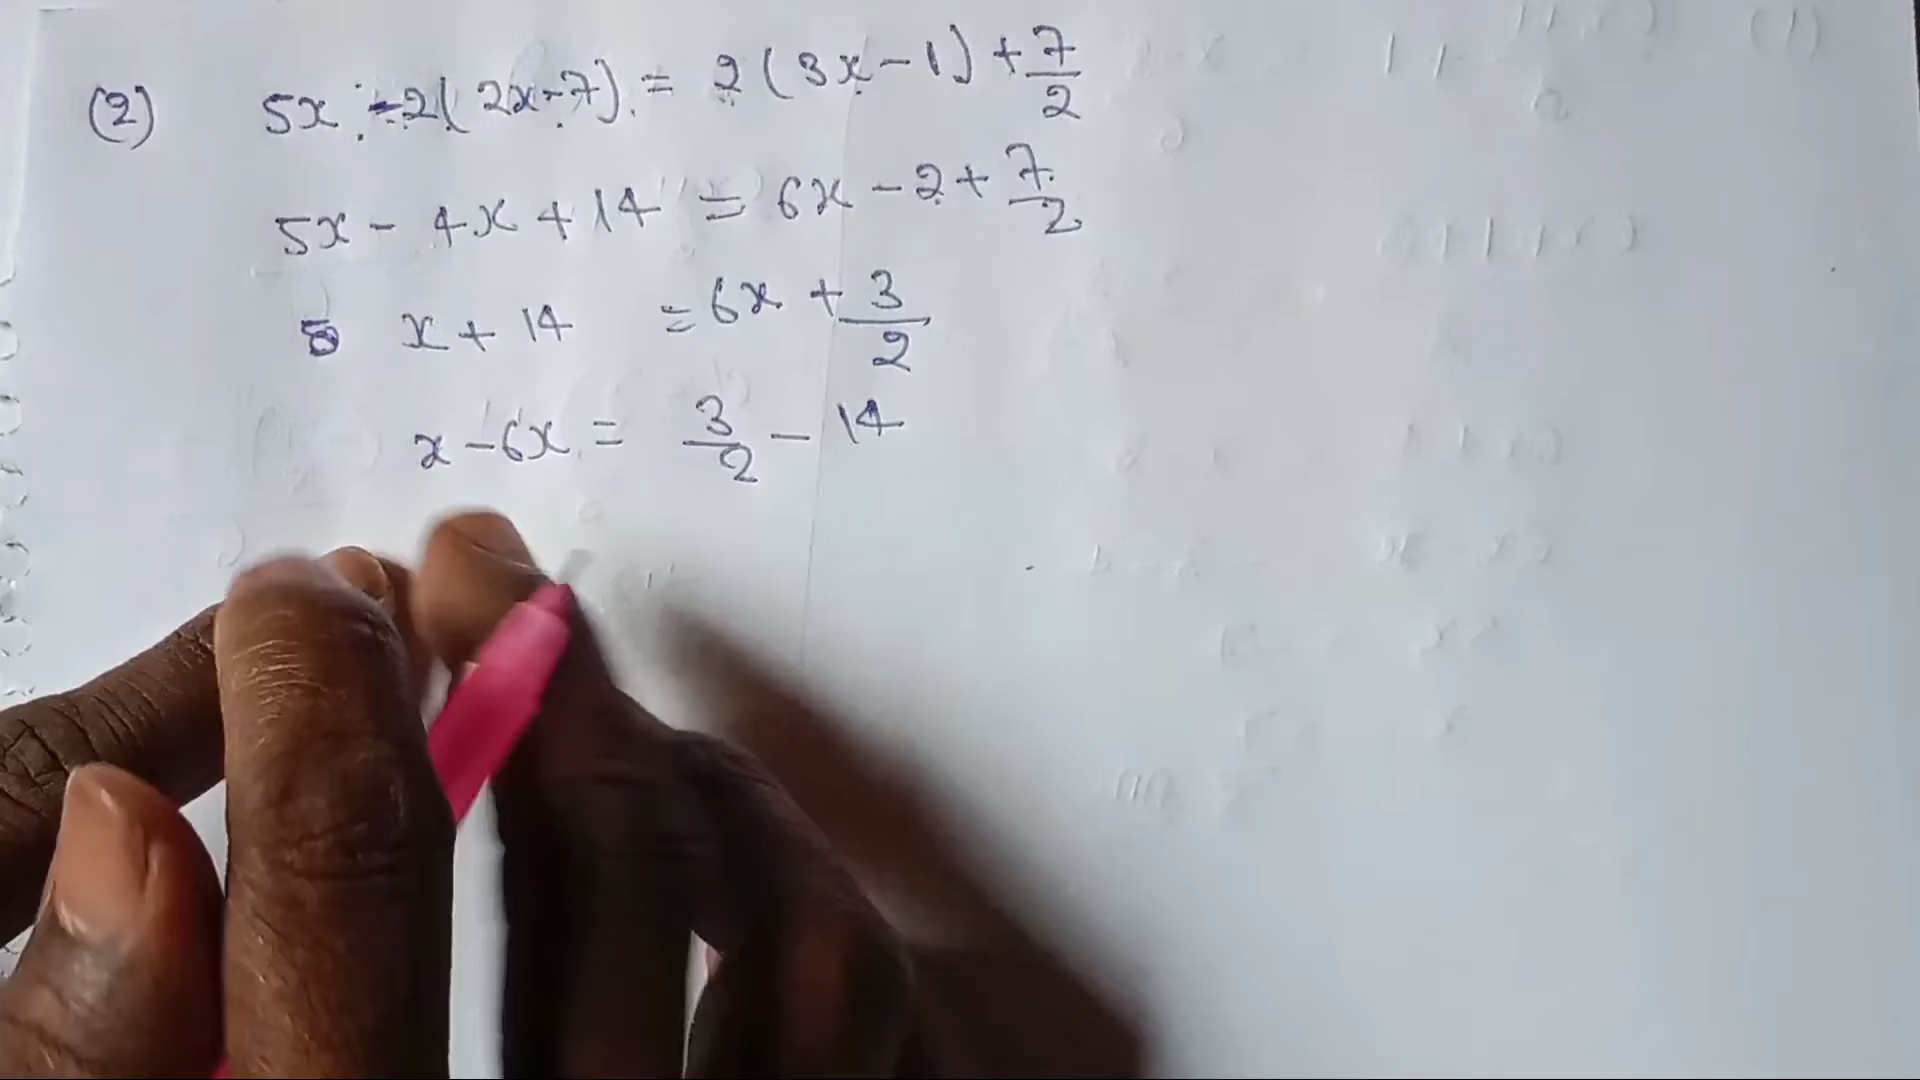 (2) 5x - 2(2x-7) = 2(3x-1) + 7/2
5x - 4x + 14 = 6x - 2 + 7/2
x + 14 = 6x + 3/2
x - 6x = 3/2 - 14